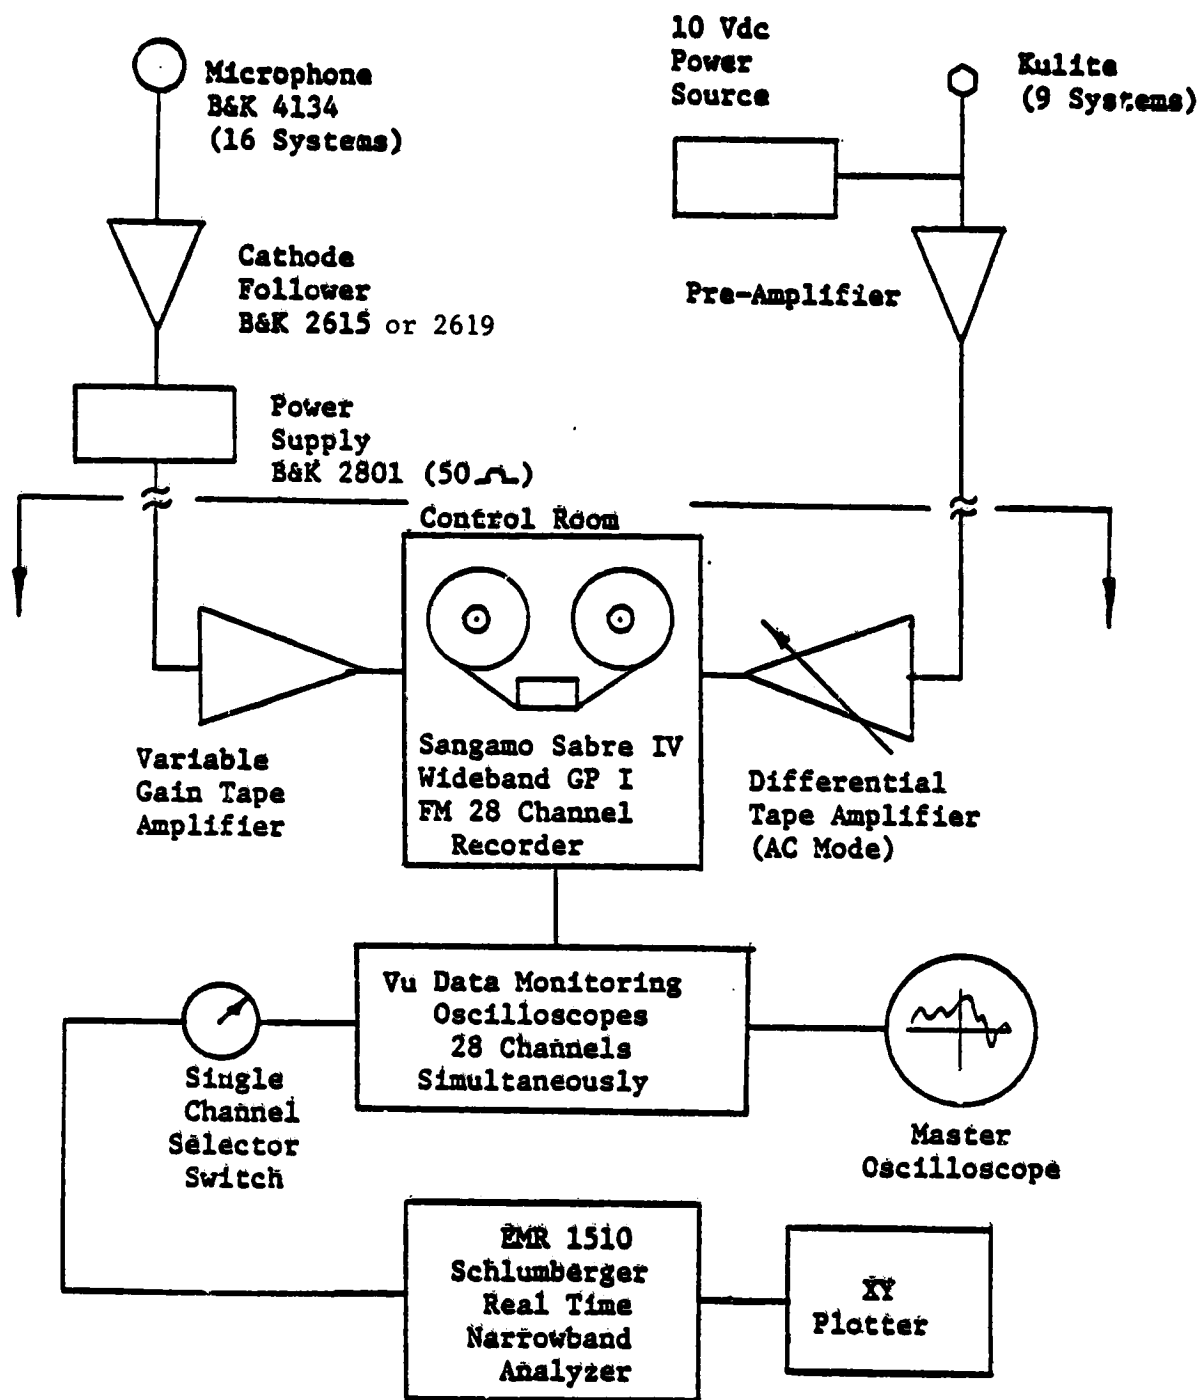 Microphone
B&K 4134
(16 Systems)
10 Vdc
Power
Source
Kulite
(9 Systems)
Cathode
Follower
B&K 2615 or 2619
Pre-Amplifier
Power
Supply
B&K 2801 (50Ω)
Control Room
Sangamo Sabre IV
Wideband GP I
FM 28 Channel
Recorder
Variable
Gain Tape
Amplifier
Differential
Tape Amplifier
(AC Mode)
Vu Data Monitoring
Oscilloscopes
28 Channels
Simultaneously
Single
Channel
Selector
Switch
Master
Oscilloscope
EMR 1510
Schlumberger
Real Time
Narrowband
Analyzer
XY
Plotter